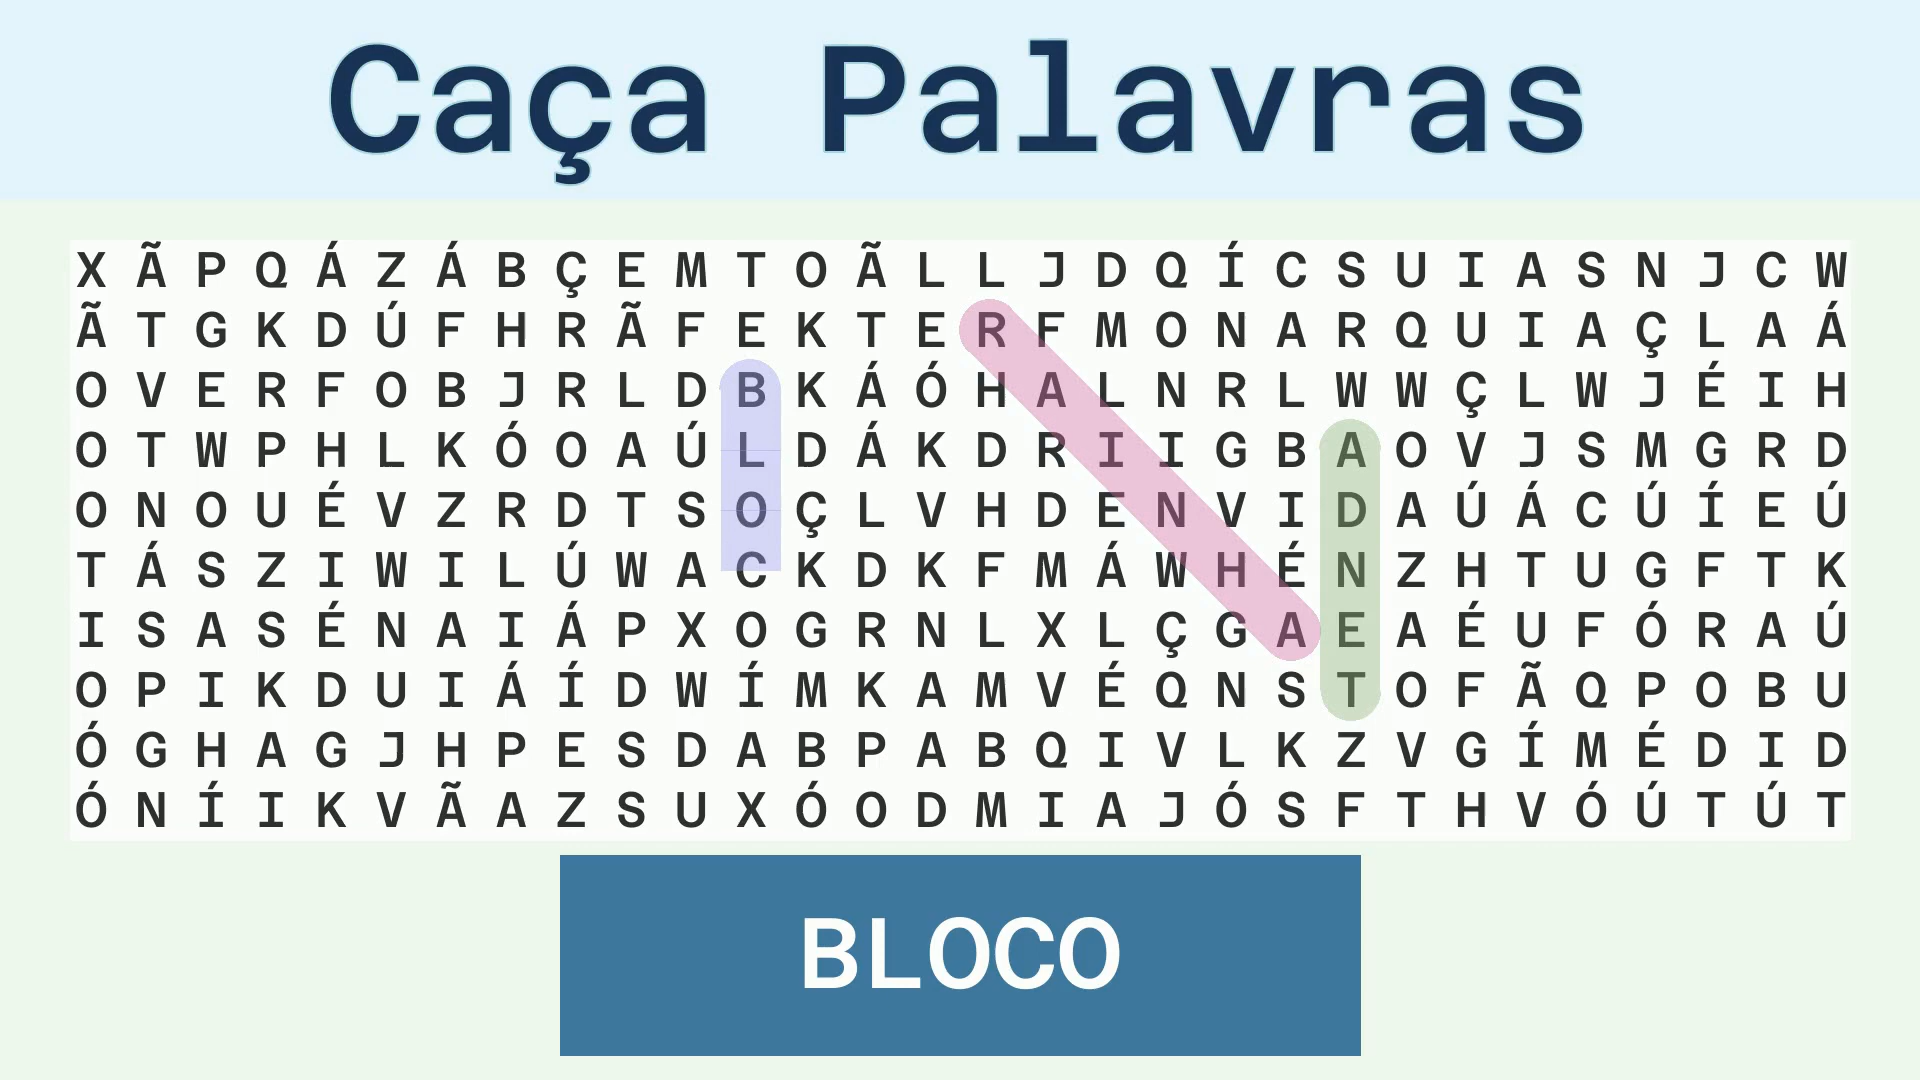 Caça Palavras
X Ã P Q Á Z Á B Ç E M T O Ã L L J D Q Í C S U I A S N J C W
Ã T G K D Ú F H R Ã F E K T E R F M O N A R Q U I A Ç L A Á
O V E R F O B J R L D B K Á Ó H A L N R L W W Ç L W J É I H
O T W P H L K Ó O A Ú L D Á K D R I I G B A O V J S M G R D
O N O U É V Z R D T S O Ç L V H D E N V I D A Ú Á C Ú Í E Ú
T Á S Z I W I L Ú W A C K D K F M Á W H É N Z H T U G F T K
I S A S É N A I Á P X O G R N L X L Ç G A E A É U F Ó R A Ú
O P I K D U I Á Í D W Í M K A M V É Q N S T O F Ã Q P O B U
Ó G H A G J H P E S D A B P A B Q I V L K Z V G Í M É D I D
Ó N Í I K V Ã A Z S U X Ó O D M I A J Ó S F T H V Ó Ú T Ú T
BLOCO